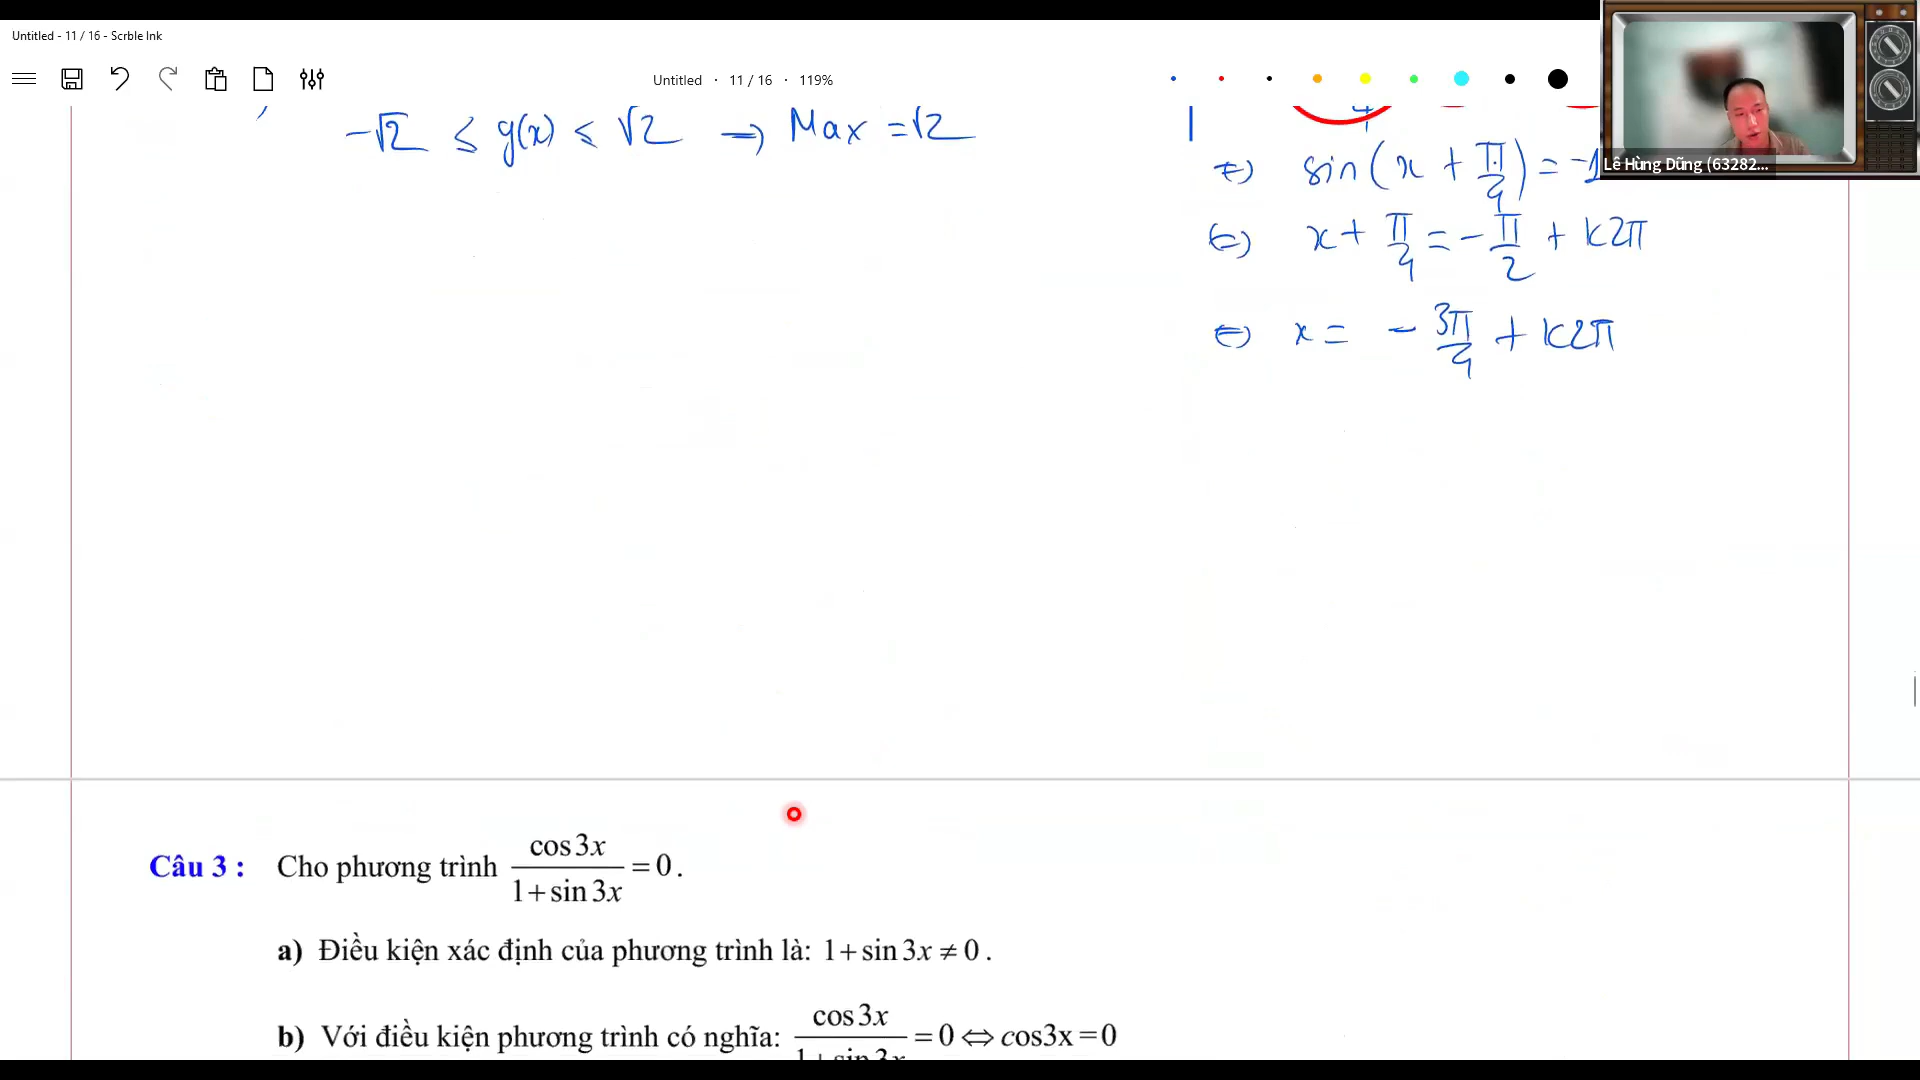 Untitled - 11 / 16 - Scrble Ink
Untitled · 11 / 16 · 119%
Lê Hùng Dũng (63282...
-√2 ≤ g(x) ≤ √2 → Max = √2
⇔ sin(x + π/4) = -1
⇔ x + π/4 = -π/2 + k2π
⇔ x = - 3π/4 + k2π
Câu 3 : Cho phương trình cos3x/(1+sin3x) = 0.
a) Điều kiện xác định của phương trình là: 1+sin3x ≠ 0.
b) Với điều kiện phương trình có nghĩa: cos3x/(1+sin3x) = 0 ⇔ cos3x = 0